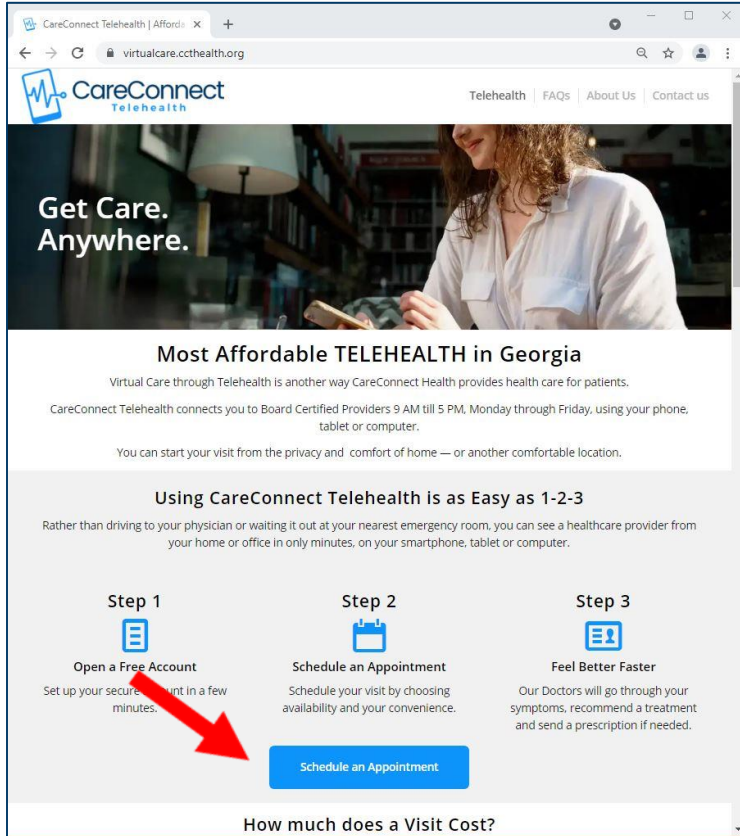 CareConnect Telehealth | Afforda
virtualcare.ccthealth.org
CareConnect
Telehealth
Telehealth | FAQs | About Us | Contact us
Get Care.
Anywhere.
Most Affordable TELEHEALTH in Georgia
Virtual Care through Telehealth is another way CareConnect Health provides health care for patients.
CareConnect Telehealth connects you to Board Certified Providers 9 AM till 5 PM, Monday through Friday, using your phone,
tablet or computer.
You can start your visit from the privacy and comfort of home — or another comfortable location.
Using CareConnect Telehealth is as Easy as 1-2-3
Rather than driving to your physician or waiting it out at your nearest emergency room, you can see a healthcare provider from
your home or office in only minutes, on your smartphone, tablet or computer.
Step 1
Open a Free Account
Set up your secure account in a few
minutes.
Step 2
Schedule an Appointment
Schedule your visit by choosing
availability and your convenience.
Step 3
Feel Better Faster
Our Doctors will go through your
symptoms, recommend a treatment
and send a prescription if needed.
Schedule an Appointment
How much does a Visit Cost?